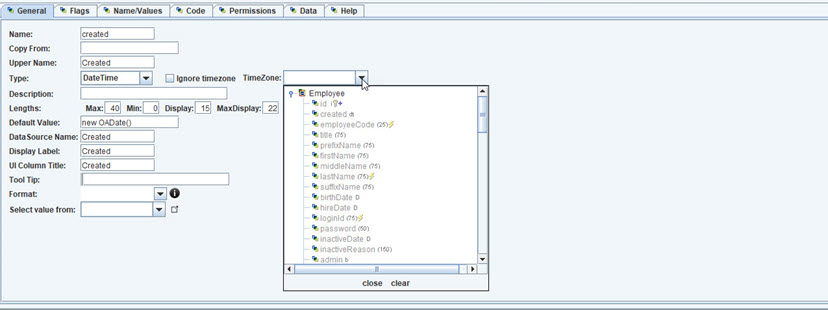 General Flags Name/Values Code Permissions Data Help
Name: created
Copy From:
Upper Name: Created
Type: DateTime Ignore timezone TimeZone:
Description:
Lengths: Max: 40 Min: 0 Display: 15 MaxDisplay: 22
Default Value: new OADate()
DataSource Name: Created
Display Label: Created
UI Column Title: Created
Tool Tip:
Format:
Select value from:
Employee
id
created
employeeCode (25)
title (75)
prefixName (75)
firstName (75)
middleName (75)
lastName (75)
suffixName (75)
birthDate D
hireDate D
loginId (75)
password (50)
inactiveDate D
inactiveReason (150)
admin b
close clear